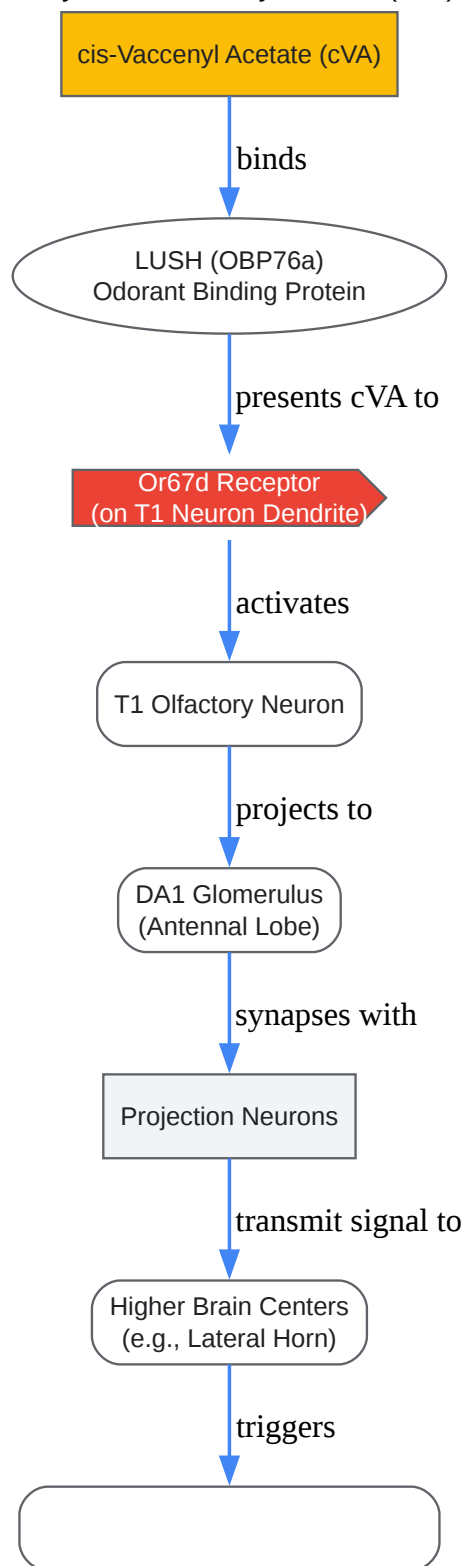 cis-Vaccenyl Acetate (cVA)
binds
LUSH (OBP76a)
Odorant Binding Protein
presents cVA to
Or67d Receptor
(on T1 Neuron Dendrite)
activates
T1 Olfactory Neuron
projects to
DA1 Glomerulus
(Antennal Lobe)
synapses with
Projection Neurons
transmit signal to
Higher Brain Centers
(e.g., Lateral Horn)
triggers